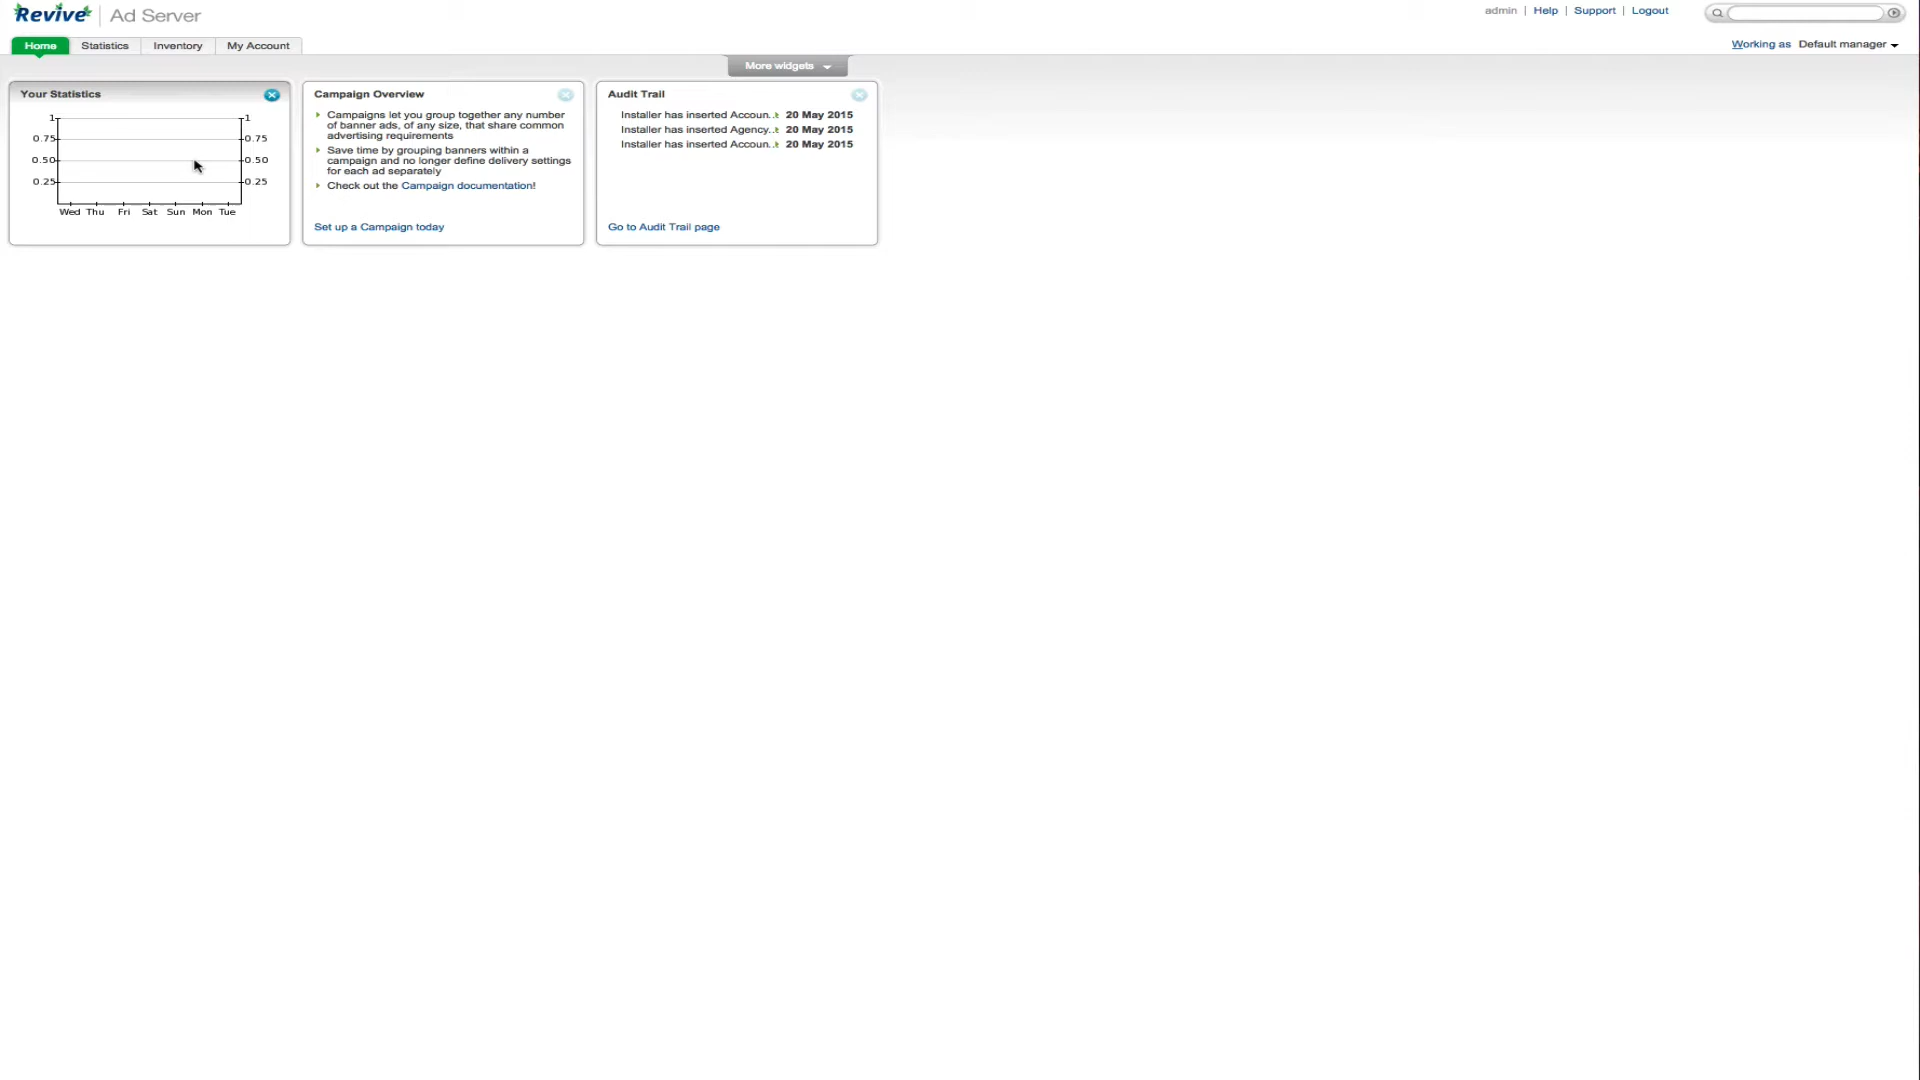 Revive Ad Server
admin | Help | Support | Logout
Home Statistics Inventory My Account
Working as Default manager
More widgets
Your Statistics
1 1
0.75 0.75
0.50 0.50
0.25 0.25
Wed Thu Fri Sat Sun Mon Tue
Campaign Overview
Campaigns let you group together any number
of banner ads, of any size, that share common
advertising requirements
Save time by grouping banners within a
campaign and no longer define delivery settings
for each ad separately
Check out the Campaign documentation!
Set up a Campaign today
Audit Trail
Installer has inserted Accoun... 20 May 2015
Installer has inserted Agency... 20 May 2015
Installer has inserted Accoun... 20 May 2015
Go to Audit Trail page